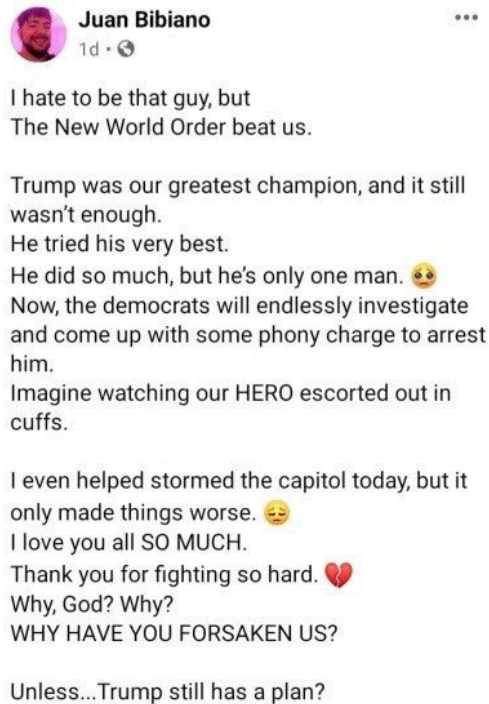 Juan Bibiano
1d
I hate to be that guy, but
The New World Order beat us.
Trump was our greatest champion, and it still
wasn't enough.
He tried his very best.
He did so much, but he's only one man. 🥺
Now, the democrats will endlessly investigate
and come up with some phony charge to arrest
him.
Imagine watching our HERO escorted out in
cuffs.
I even helped stormed the capitol today, but it
only made things worse. 😔
I love you all SO MUCH.
Thank you for fighting so hard. 💔
Why, God? Why?
WHY HAVE YOU FORSAKEN US?
Unless...Trump still has a plan?